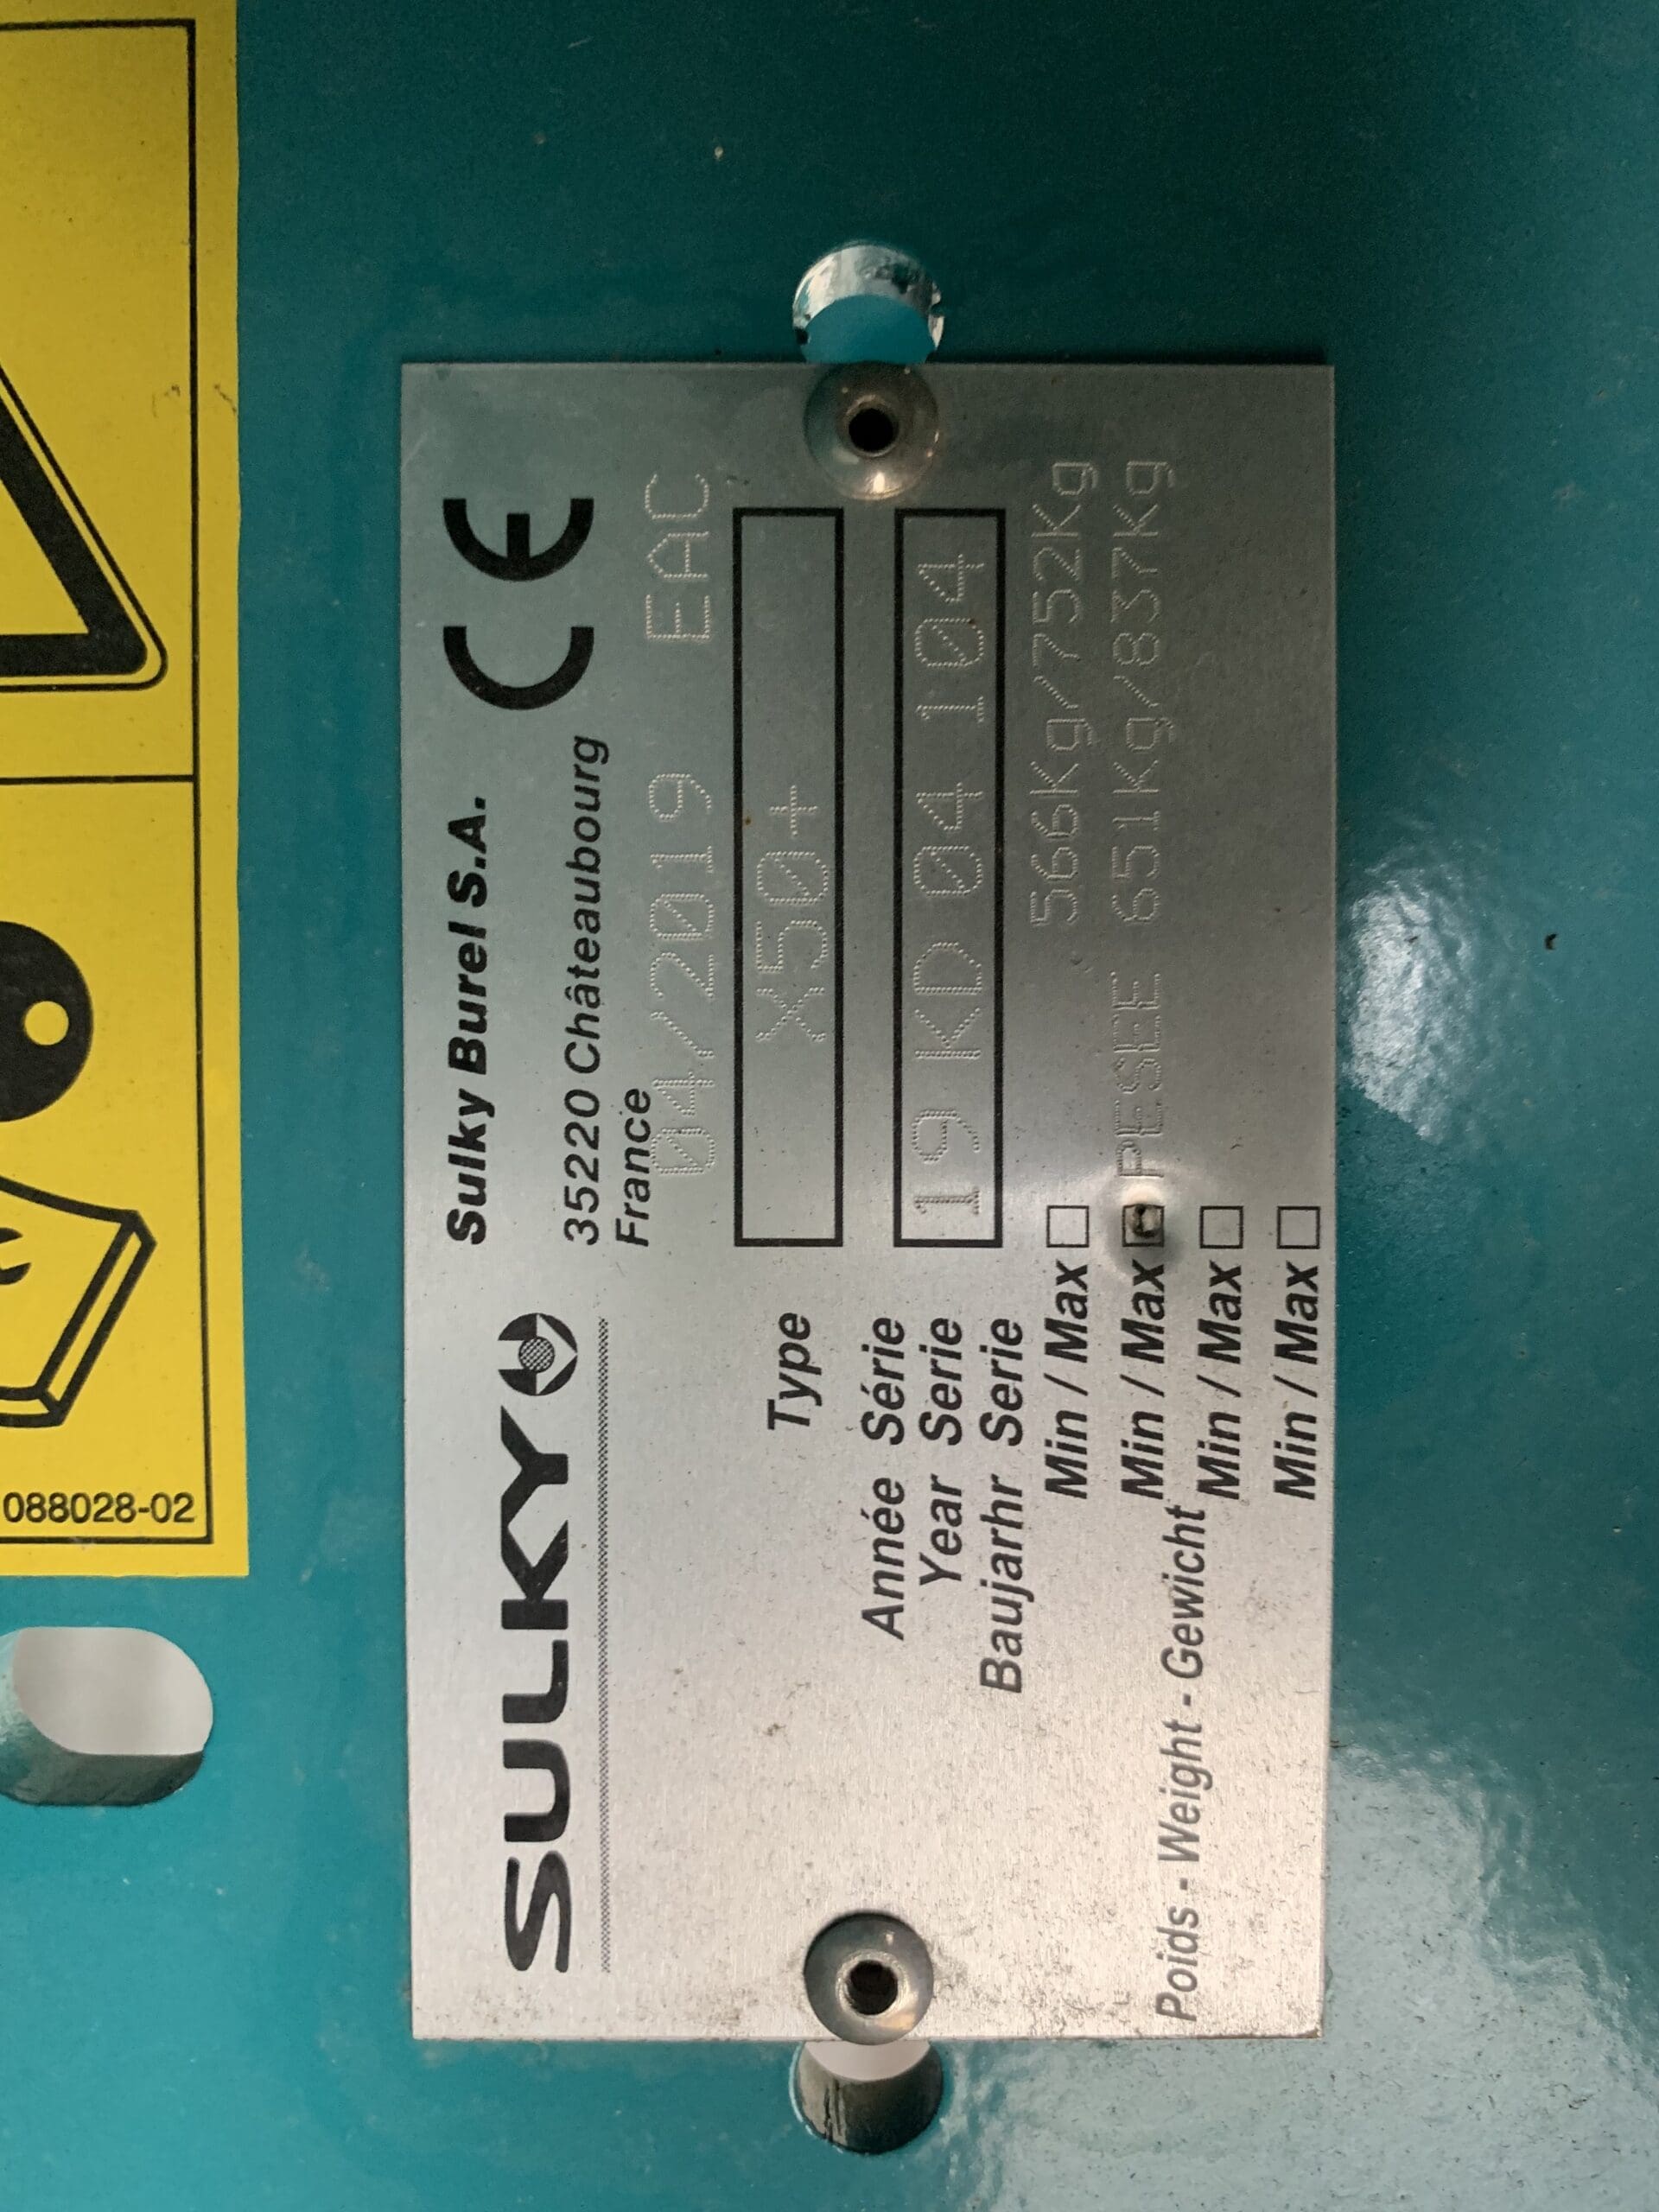 SULKY
Sulky Burel S.A.
CE
35220 Châteaubourg
France
04/2019 EAC
Type X50+
Année Série
Year Serie
Baujarhr Serie
19 KD 04 104
Poids - Weight - Gewicht
Min / Max 566Kg/752Kg
Min / Max PESEE 651Kg/837Kg
Min / Max
Min / Max
088028-02